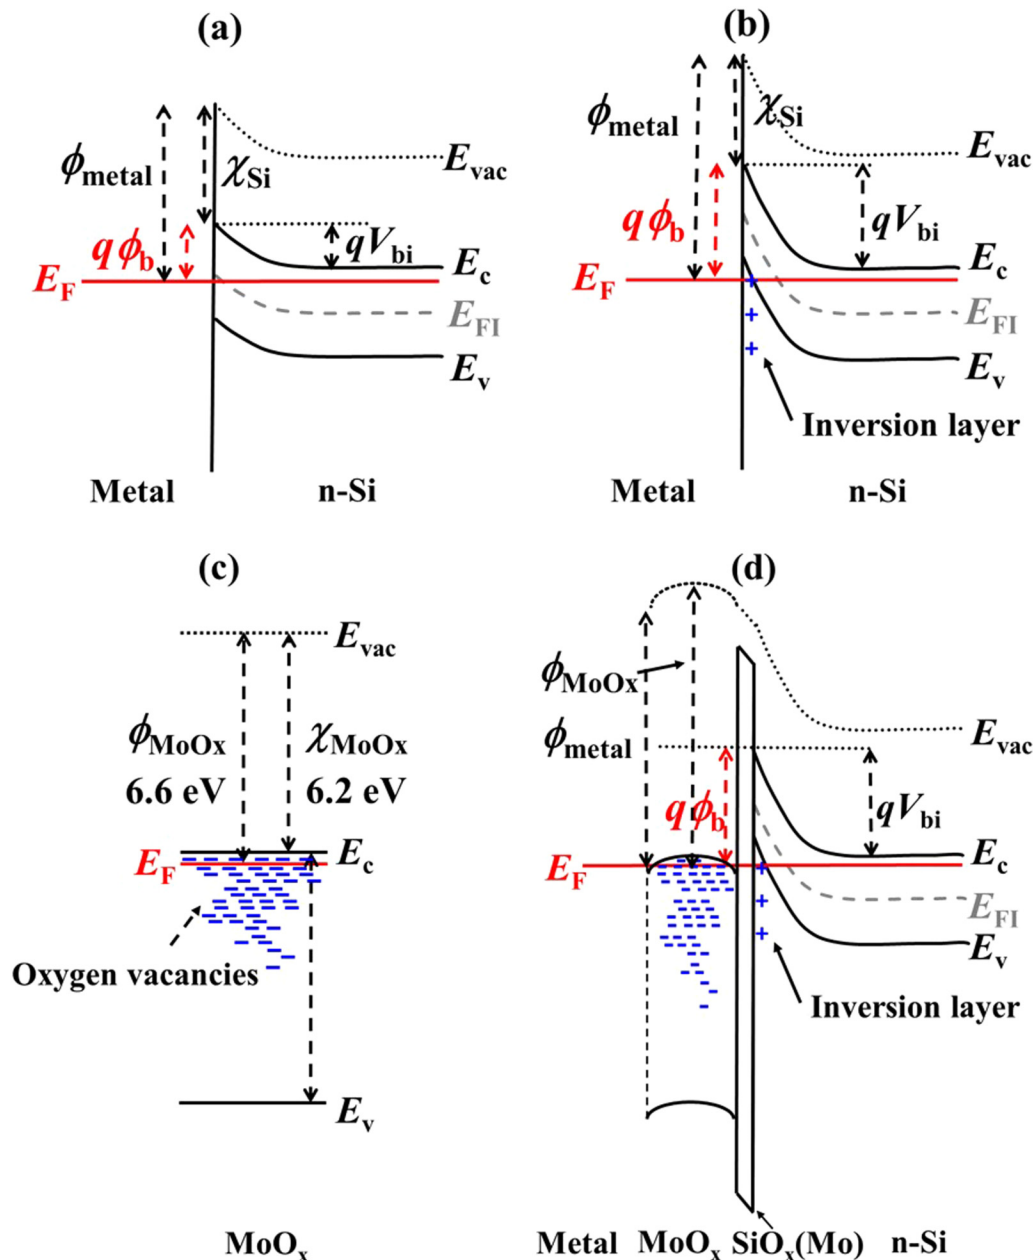 (a)
ϕmetal
χSi
Evac
qϕb
qVbi
Ec
EF
EFI
Ev
Metal
n-Si
(b)
ϕmetal
χSi
Evac
qϕb
qVbi
Ec
EF
EFI
Ev
+
+
+
Inversion layer
Metal
n-Si
(c)
Evac
ϕMoOx
6.6 eV
χMoOx
6.2 eV
Ec
EF
Oxygen vacancies
Ev
MoOx
(d)
ϕMoOx
ϕmetal
Evac
qϕb
qVbi
Ec
EF
EFI
Ev
+
+
+
Inversion layer
Metal
MoOx
SiOx(Mo)
n-Si